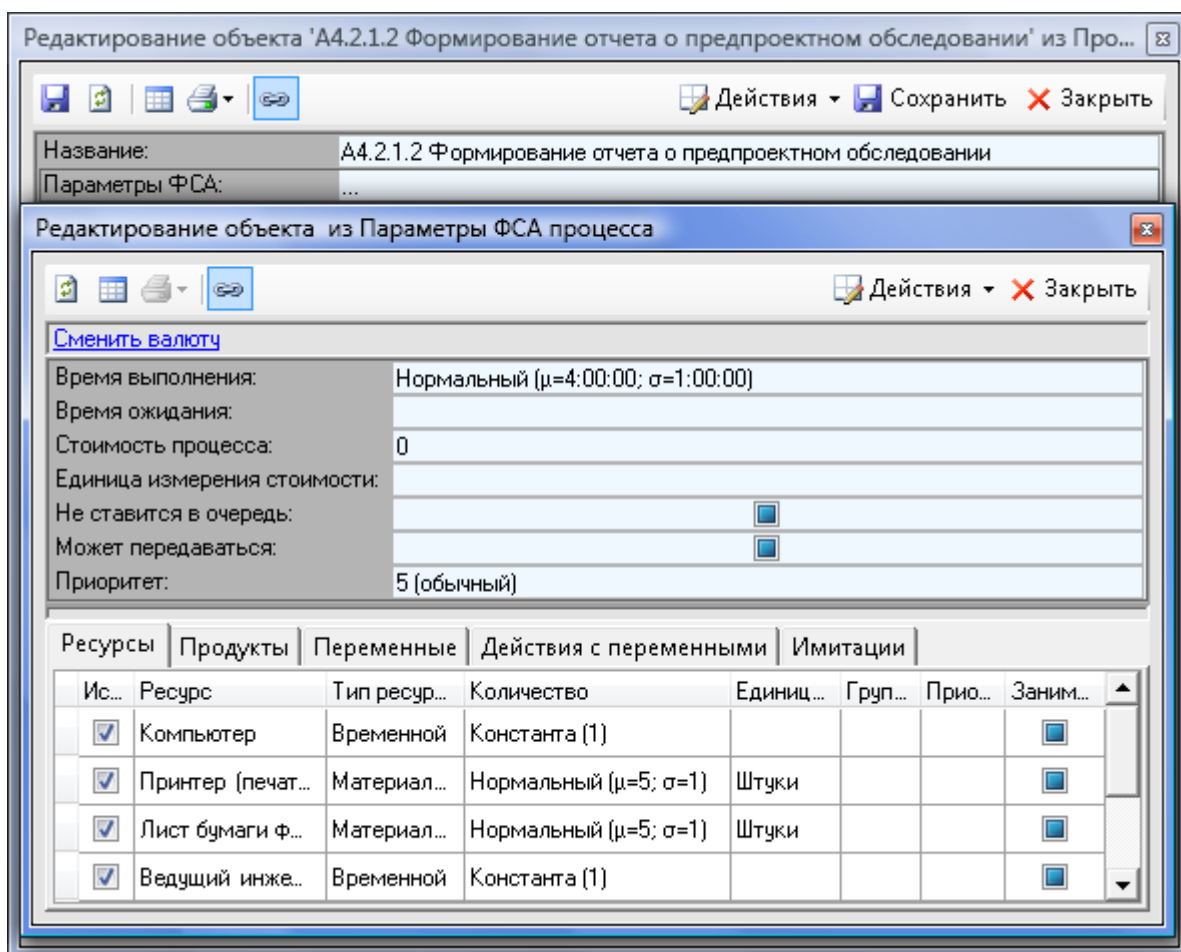 Редактирование объекта 'А4.2.1.2 Формирование отчета о предпроектном обследовании' из Про...
Действия Сохранить Закрыть
Название: А4.2.1.2 Формирование отчета о предпроектном обследовании
Параметры ФСА: ...
Редактирование объекта из Параметры ФСА процесса
Действия Закрыть
Сменить валюту
Время выполнения: Нормальный (μ=4:00:00; σ=1:00:00)
Время ожидания:
Стоимость процесса: 0
Единица измерения стоимости:
Не ставится в очередь:
Может передаваться:
Приоритет: 5 (обычный)
Ресурсы Продукты Переменные Действия с переменными Имитации
Ис... Ресурс Тип ресур... Количество Единиц... Груп... Прио... Заним...
Компьютер Временной Константа (1)
Принтер (печат... Материал... Нормальный (μ=5; σ=1) Штуки
Лист бумаги ф... Материал... Нормальный (μ=5; σ=1) Штуки
Ведущий инже... Временной Константа (1)